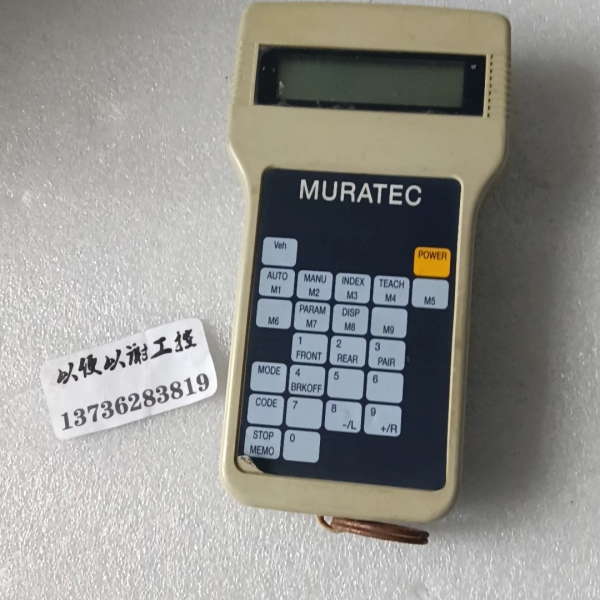 MURATEC
Veh
POWER
AUTO M1
MANU M2
INDEX M3
TEACH M4
M5
M6
PARAM M7
DISP M8
M9
1 FRONT
2 REAR
3 PAIR
MODE
4 BRKOFF
5
6
CODE
7
8 -/L
9 +/R
STOP MEMO
0
以便以谢工控
13736283819